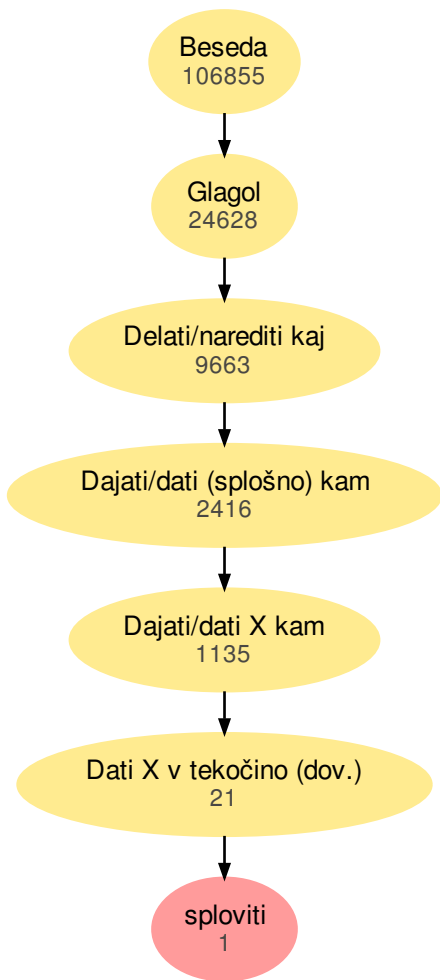 Beseda
106855
Glagol
24628
Delati/narediti kaj
9663
Dajati/dati (splošno) kam
2416
Dajati/dati X kam
1135
Dati X v tekočino (dov.)
21
sploviti
1